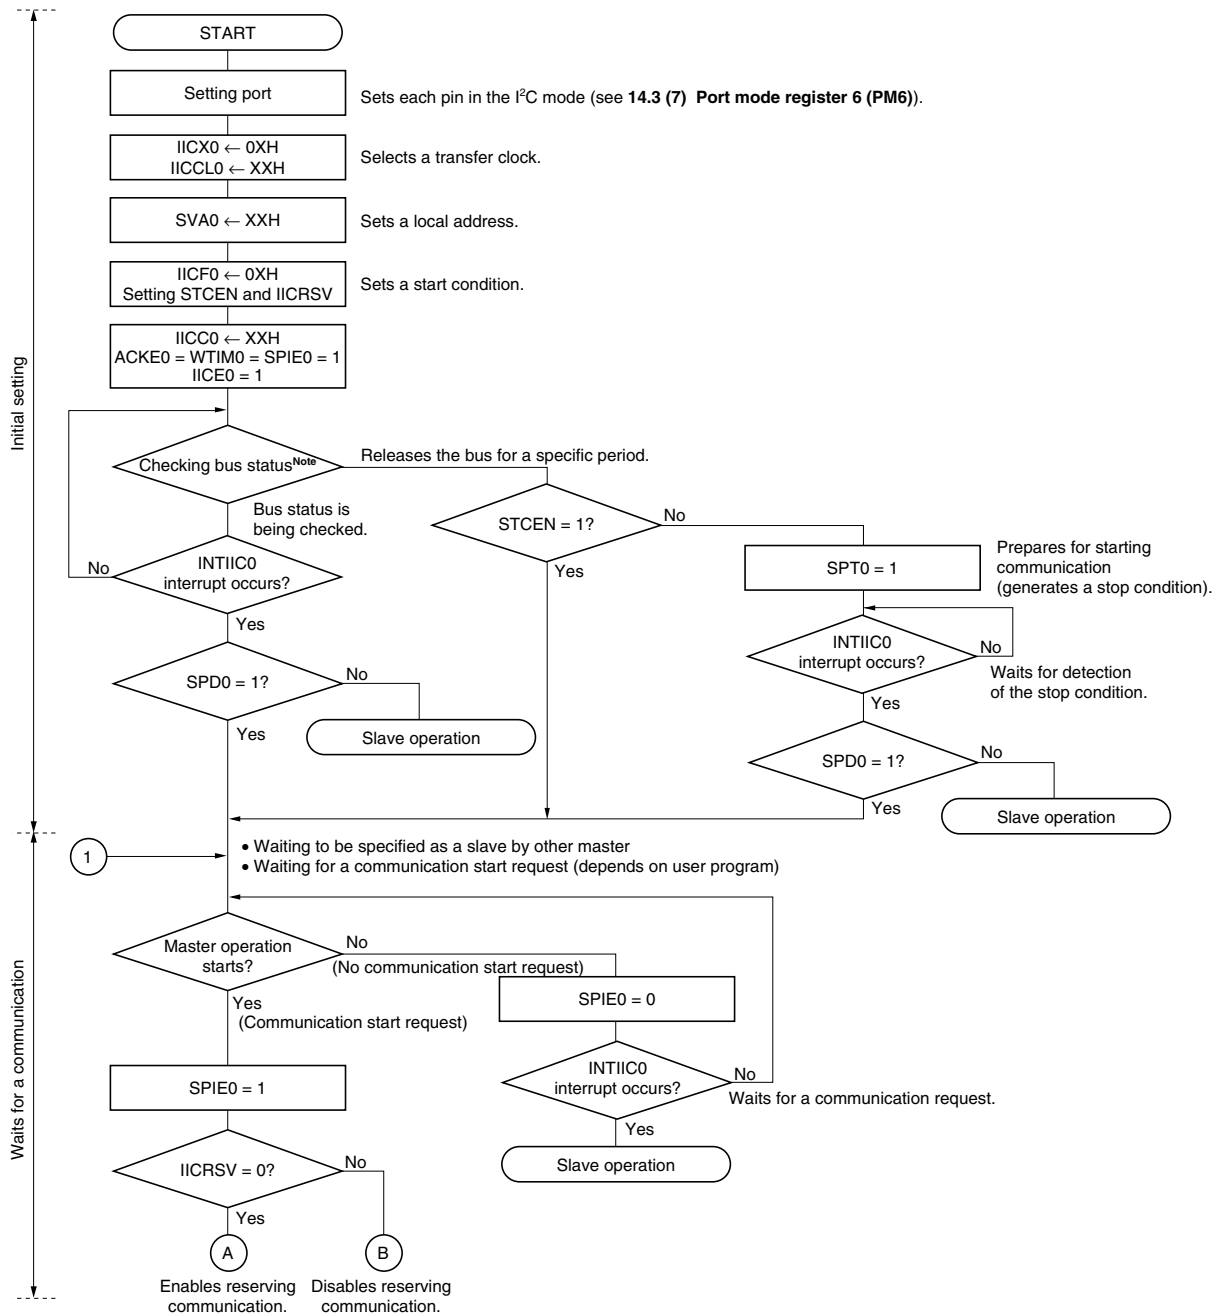 START
Setting port
Sets each pin in the I²C mode (see 14.3 (7) Port mode register 6 (PM6)).
IICX0 ← 0XH
IICCL0 ← XXH
Selects a transfer clock.
SVA0 ← XXH
Sets a local address.
IICF0 ← 0XH
Setting STCEN and IICRSV
Sets a start condition.
IICC0 ← XXH
ACKE0 = WTIM0 = SPIE0 = 1
IICE0 = 1
Initial setting
Checking bus status Note
Releases the bus for a specific period.
Bus status is
being checked.
STCEN = 1?
No
Yes
SPT0 = 1
Prepares for starting
communication
(generates a stop condition).
INTIIC0
interrupt occurs?
No
Yes
INTIIC0
interrupt occurs?
No
Waits for detection
of the stop condition.
Yes
SPD0 = 1?
No
Yes
Slave operation
SPD0 = 1?
No
Yes
Slave operation
1
• Waiting to be specified as a slave by other master
• Waiting for a communication start request (depends on user program)
Waits for a communication
Master operation
starts?
No
(No communication start request)
Yes
(Communication start request)
SPIE0 = 0
INTIIC0
interrupt occurs?
No
Waits for a communication request.
Yes
Slave operation
SPIE0 = 1
IICRSV = 0?
No
Yes
A
B
Enables reserving
communication.
Disables reserving
communication.